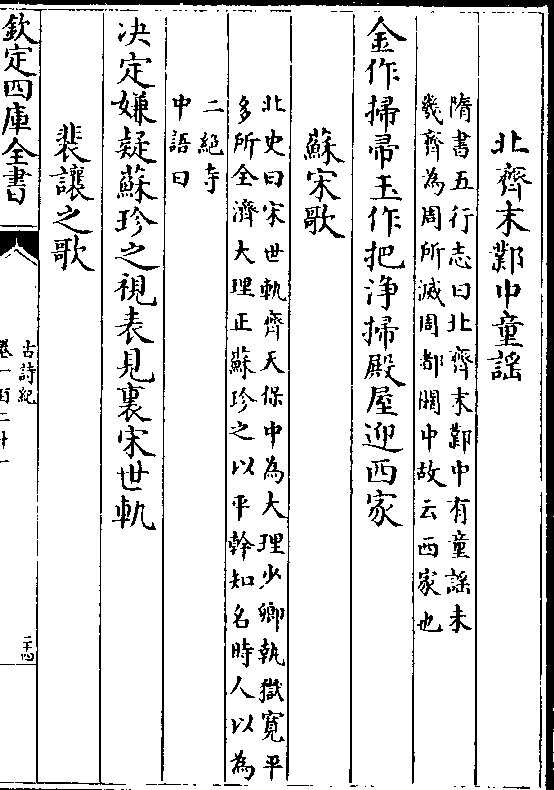 北齊末鄴中童謡
隋書五行志曰北齊末鄴中有童謡未
幾齊為周所滅周都關中故云西家也
金作掃帚玉作把浄掃殿屋迎西家
蘇宋歌
北史曰宋世軌齊天保中為大理少卿執獄寛平
多所全濟大理正蘇珍之以平幹知名時人以為
二絶寺
中語曰
决定嫌疑蘇珍之視表見裏宋世軌
裴讓之歌
欽定四庫全書
古詩紀
卷一百二十一
二十四